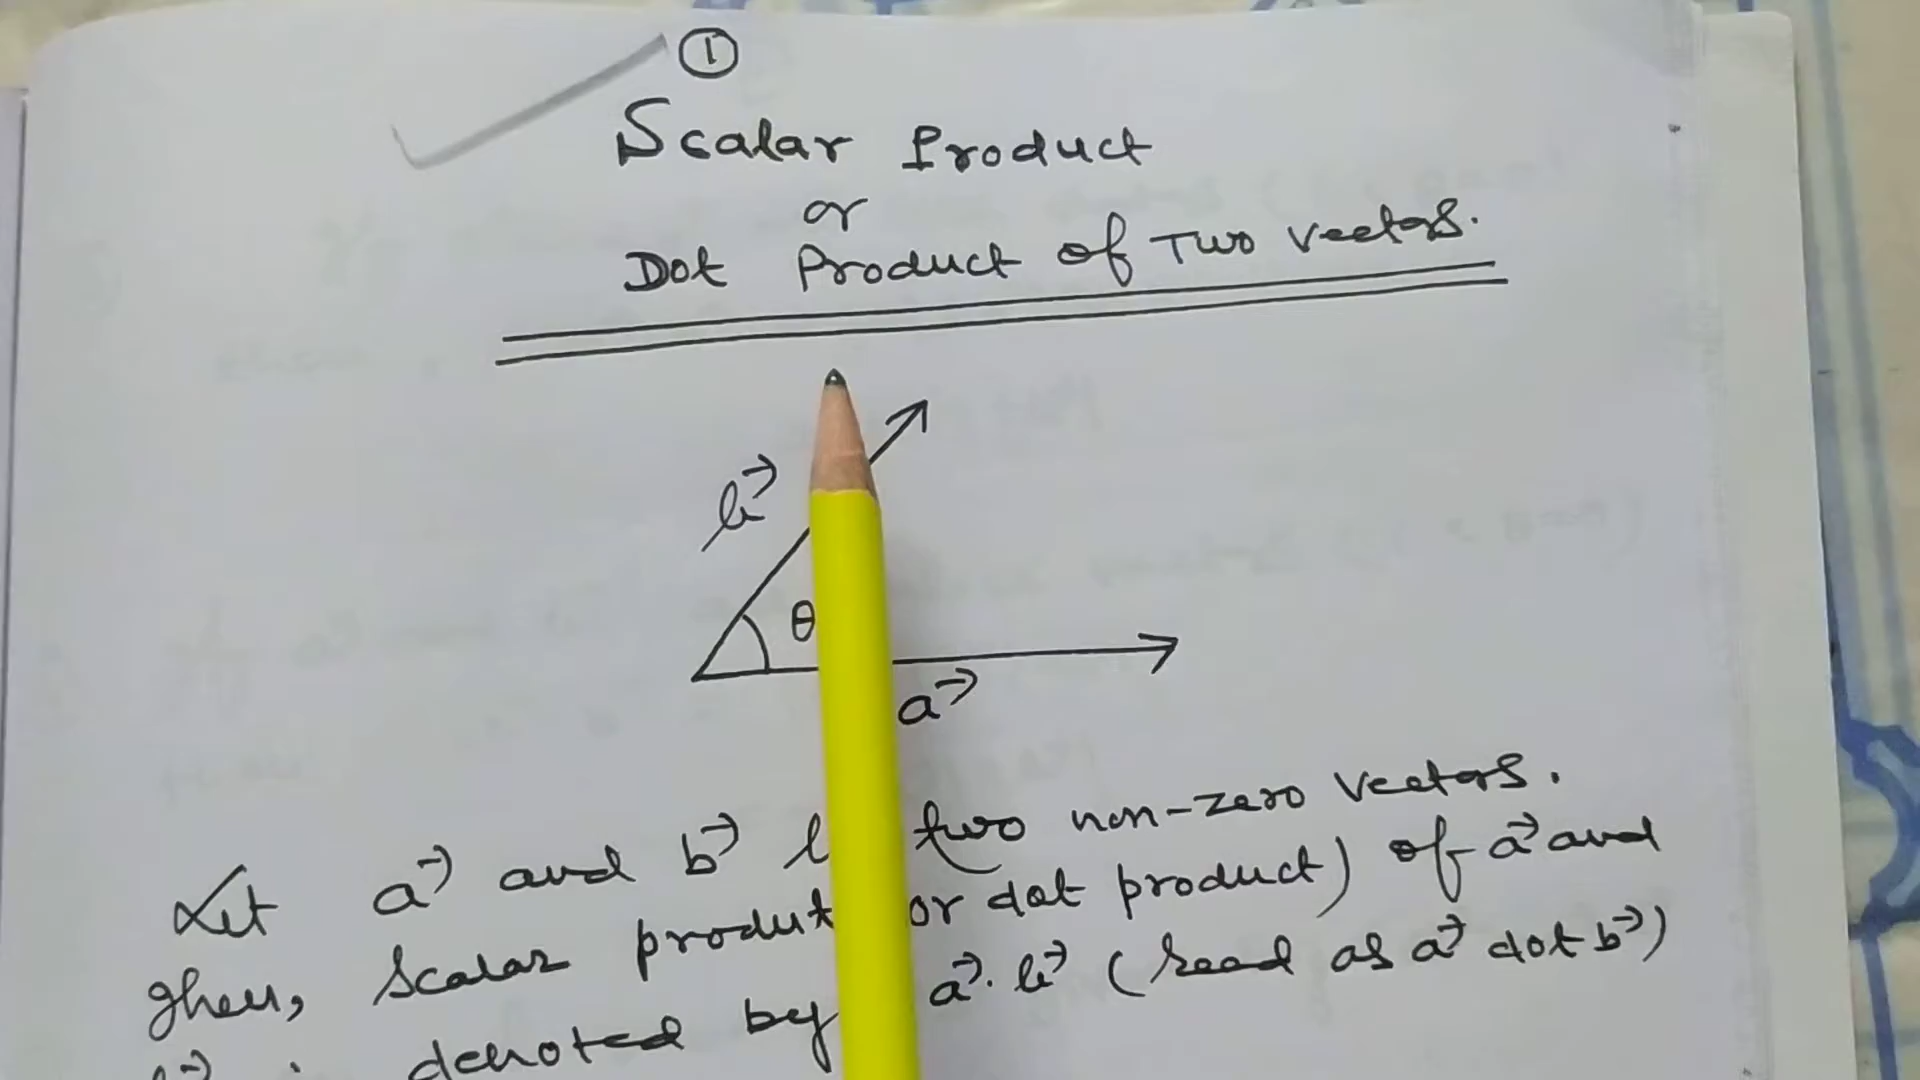 1
Scalar Product
or
Dot Product of Two Vectors.
b→
θ
a→
Let a→ and b→ two non-zero vectors.
then, scalar produt or dot product) of a→ and
b→ denoted by a→. b→ (read as a→ dot b→)